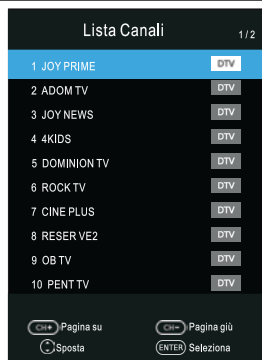 Lista Canali
1/2
1 JOY PRIME DTV
2 ADOM TV DTV
3 JOY NEWS DTV
4 4KIDS DTV
5 DOMINION TV DTV
6 ROCK TV DTV
7 CINE PLUS DTV
8 RESER VE2 DTV
9 OB TV DTV
10 PENT TV DTV
CH+ Pagina su CH- Pagina giù
Sposta ENTER Seleziona